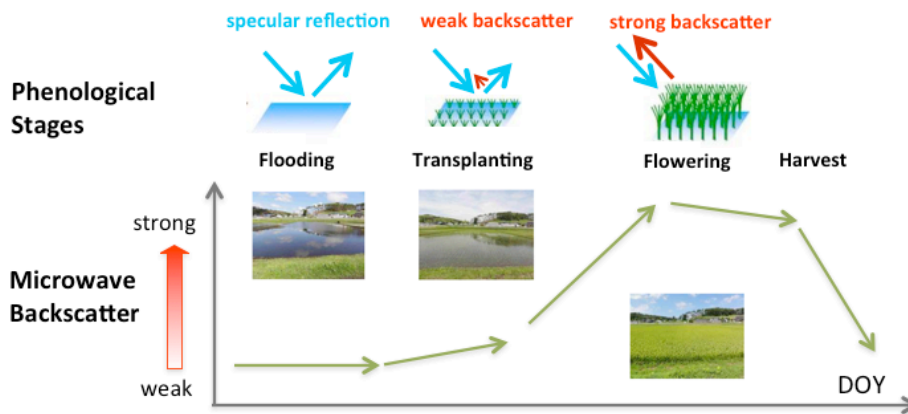 specular reflection
weak backscatter
strong backscatter
Phenological
Stages
Flooding
Transplanting
Flowering
Harvest
strong
Microwave
Backscatter
weak
DOY